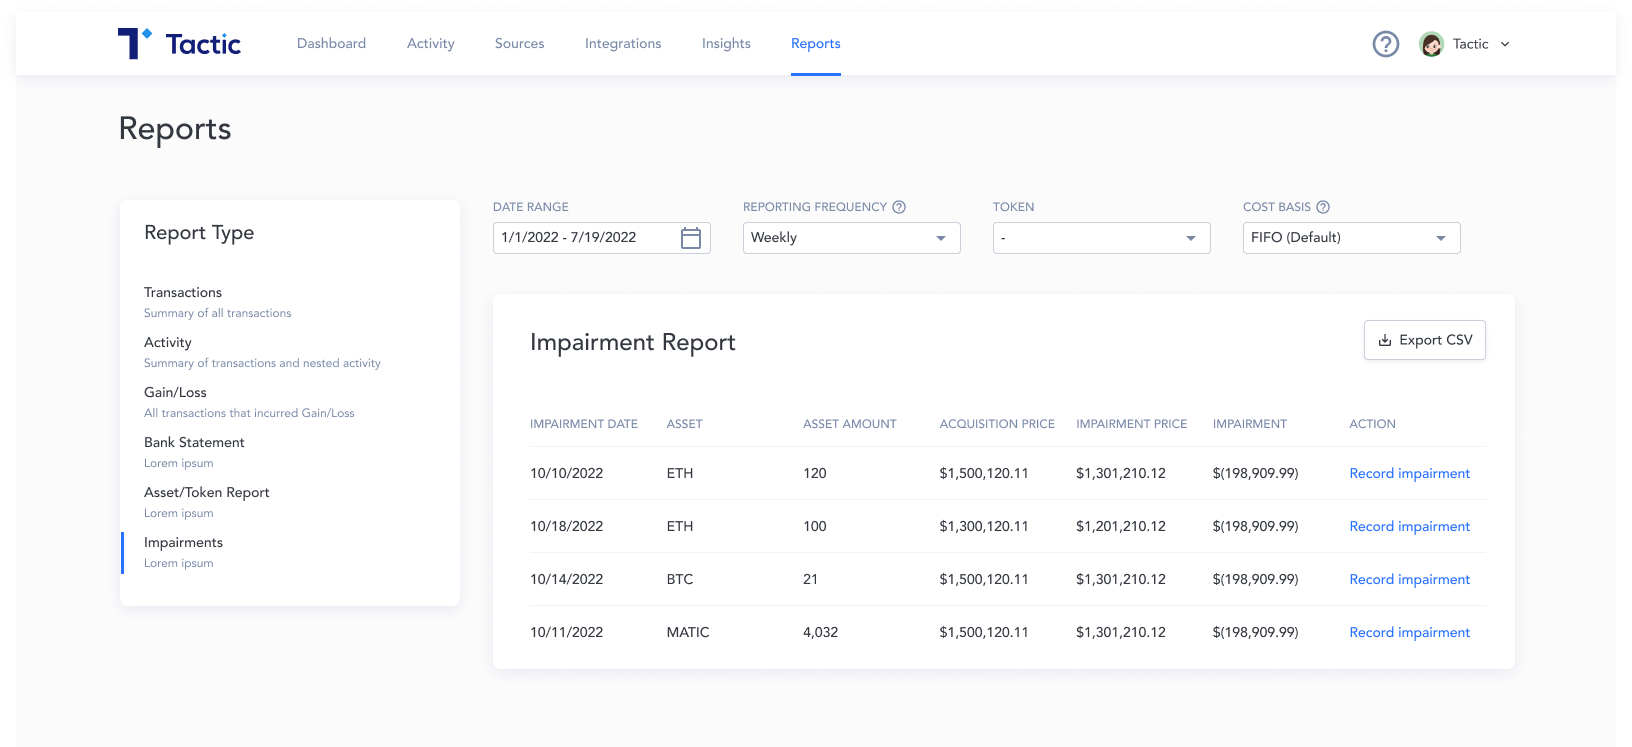 Tactic
Dashboard Activity Sources Integrations Insights Reports
Tactic
Reports
Report Type
Transactions
Summary of all transactions
Activity
Summary of transactions and nested activity
Gain/Loss
All transactions that incurred Gain/Loss
Bank Statement
Lorem ipsum
Asset/Token Report
Lorem ipsum
Impairments
Lorem ipsum
DATE RANGE REPORTING FREQUENCY TOKEN COST BASIS
1/1/2022 - 7/19/2022 Weekly - FIFO (Default)
Impairment Report
Export CSV
IMPAIRMENT DATE ASSET ASSET AMOUNT ACQUISITION PRICE IMPAIRMENT PRICE IMPAIRMENT ACTION
10/10/2022 ETH 120 $1,500,120.11 $1,301,210.12 $(198,909.99) Record impairment
10/18/2022 ETH 100 $1,300,120.11 $1,201,210.12 $(198,909.99) Record impairment
10/14/2022 BTC 21 $1,500,120.11 $1,301,210.12 $(198,909.99) Record impairment
10/11/2022 MATIC 4,032 $1,500,120.11 $1,301,210.12 $(198,909.99) Record impairment